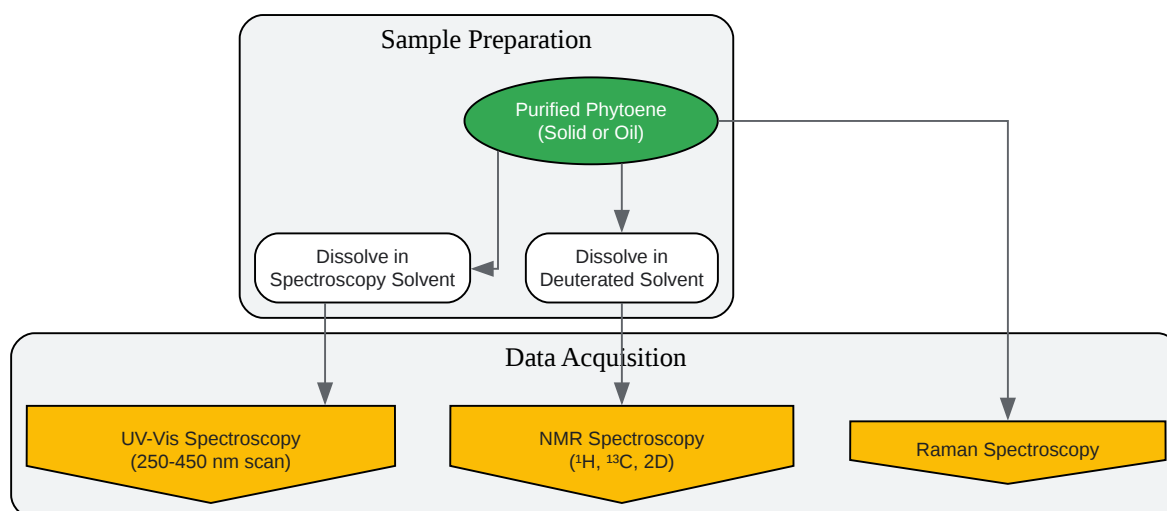 Sample Preparation
Purified Phytoene
(Solid or Oil)
Dissolve in
Spectroscopy Solvent
Dissolve in
Deuterated Solvent
Data Acquisition
UV-Vis Spectroscopy
(250-450 nm scan)
NMR Spectroscopy
(¹H, ¹³C, 2D)
Raman Spectroscopy